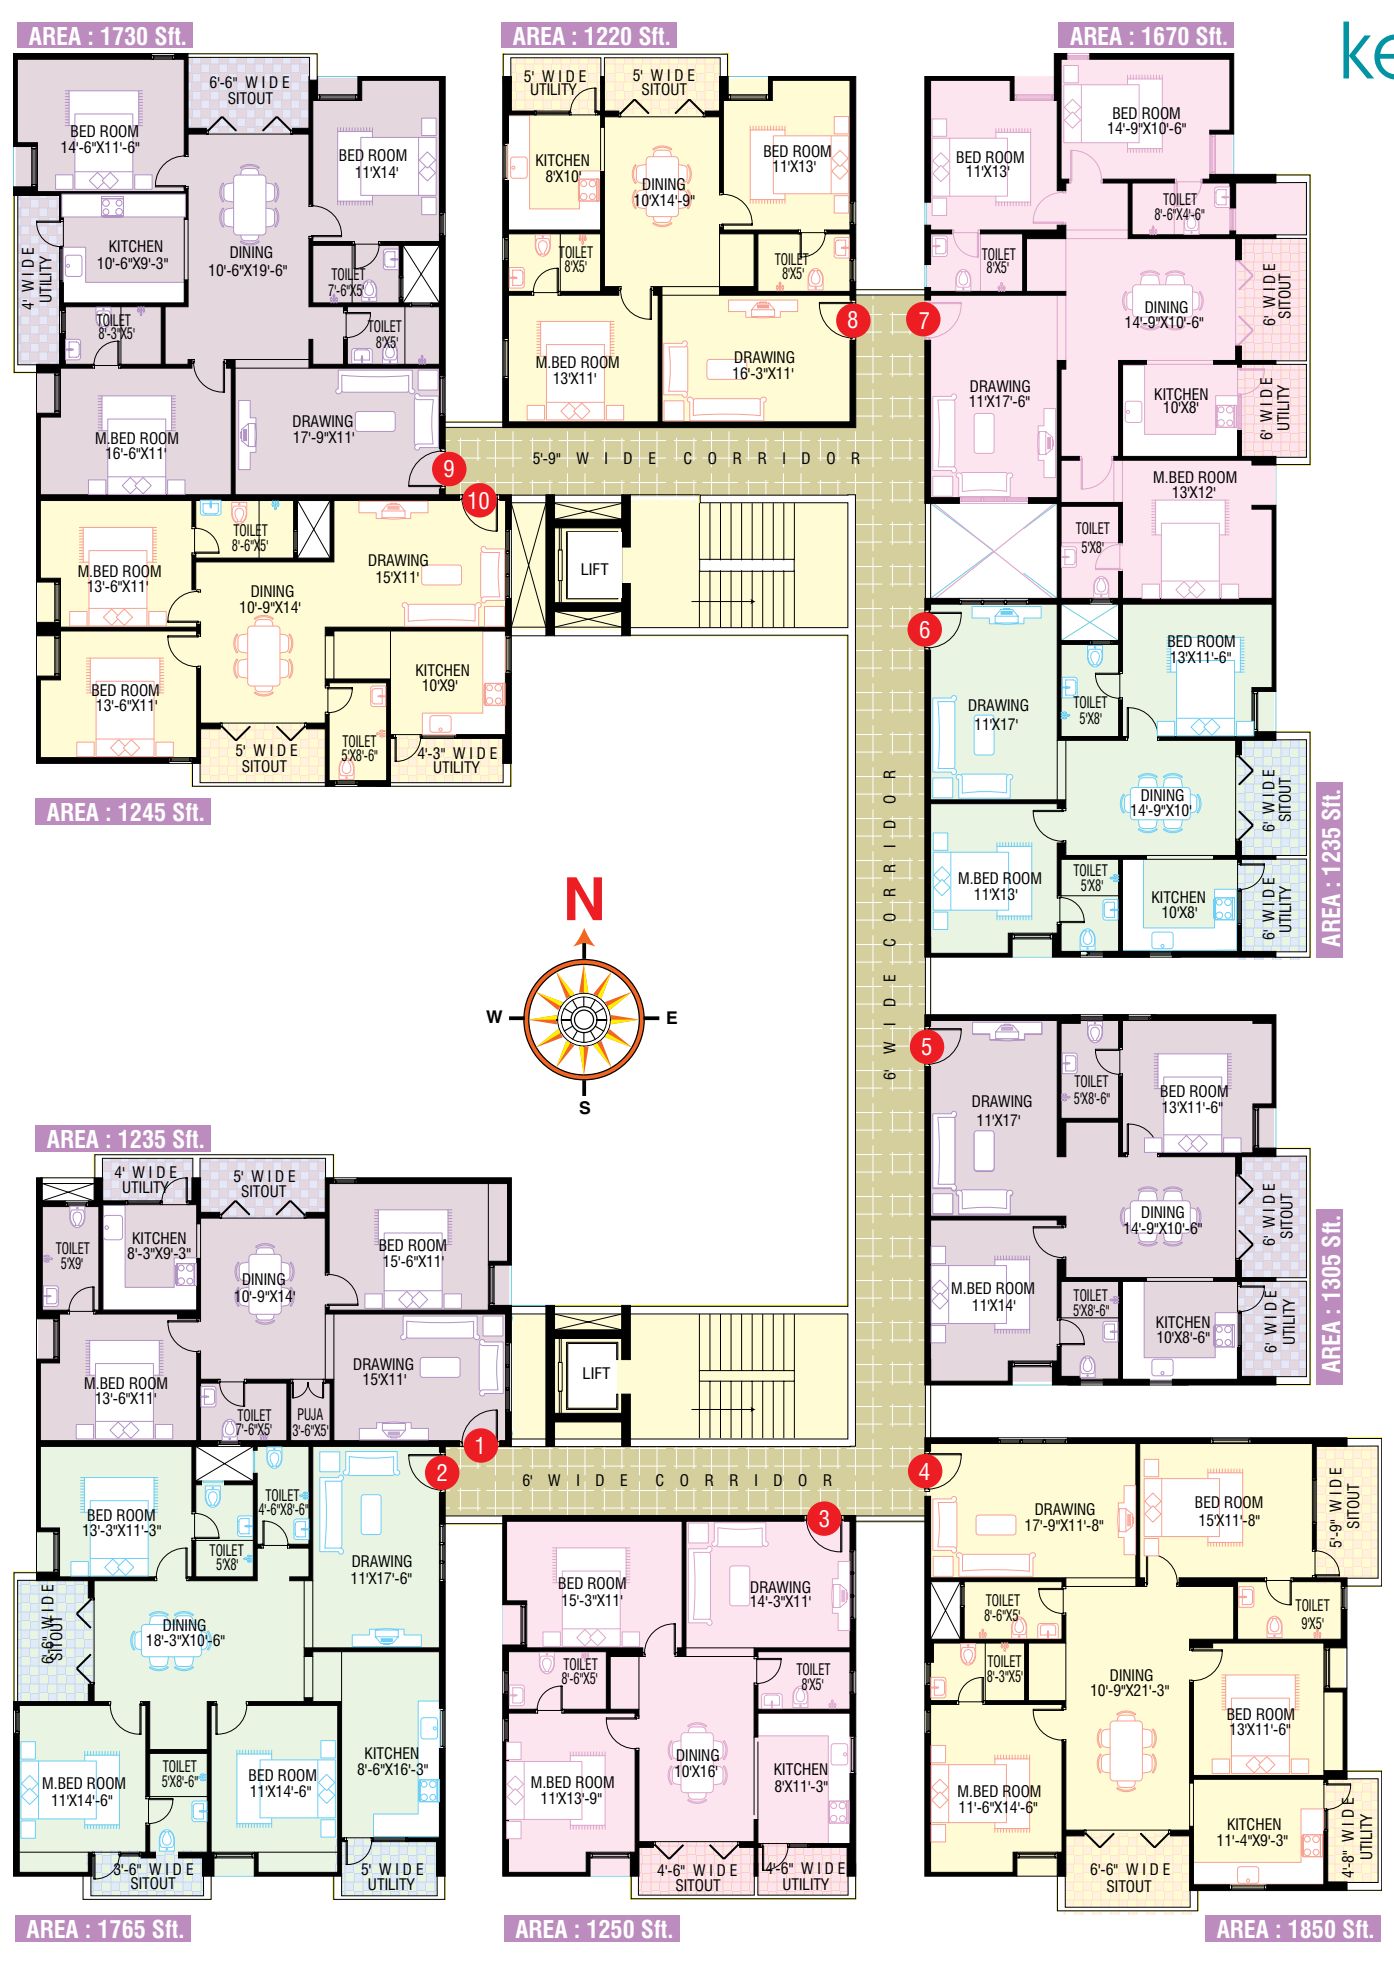 AREA : 1730 Sft.
AREA : 1220 Sft.
AREA : 1670 Sft.
ke
BED ROOM
14'-6"X11'-6"
6'-6" WIDE
SITOUT
BED ROOM
11'X14'
4' WIDE
UTILITY
KITCHEN
10'-6"X9'-3"
DINING
10'-6"X19'-6"
TOILET
7'-6"X5'
TOILET
8'-3"X5'
TOILET
8'X5'
M.BED ROOM
16'-6"X11'
DRAWING
17'-9"X11'
9
5' WIDE
UTILITY
5' WIDE
SITOUT
KITCHEN
8'X10'
DINING
10'X14'-9"
BED ROOM
11'X13'
TOILET
8'X5'
TOILET
8'X5'
M.BED ROOM
13'X11'
DRAWING
16'-3"X11'
8
7
BED ROOM
11'X13'
BED ROOM
14'-9"X10'-6"
TOILET
8'-6"X4'-6"
TOILET
8'X5'
DINING
14'-9"X10'-6"
6' WIDE
SITOUT
DRAWING
11'X17'-6"
KITCHEN
10'X8'
6' WIDE
UTILITY
M.BED ROOM
13'X12'
TOILET
5'X8'
5'-9" WIDE CORRIDOR
10
TOILET
8'-6"X5'
M.BED ROOM
13'-6"X11'
DRAWING
15'X11'
DINING
10'-9"X14'
BED ROOM
13'-6"X11'
KITCHEN
10'X9'
5' WIDE
SITOUT
TOILET
5'X8'-6"
4'-3" WIDE
UTILITY
AREA : 1245 Sft.
LIFT
6
BED ROOM
13'X11'-6"
DRAWING
11'X17'
TOILET
5'X8'
DINING
14'-9"X10'
6' WIDE
SITOUT
M.BED ROOM
11'X13'
TOILET
5'X8'
KITCHEN
10'X8'
6' WIDE
UTILITY
AREA : 1235 Sft.
6' WIDE CORRIDOR
N
W
E
S
5
DRAWING
11'X17'
TOILET
5'X8'-6"
BED ROOM
13'X11'-6"
DINING
14'-9"X10'-6"
6' WIDE
SITOUT
M.BED ROOM
11'X14'
TOILET
5'X8'-6"
KITCHEN
10'X8'-6"
6' WIDE
UTILITY
AREA : 1305 Sft.
AREA : 1235 Sft.
4' WIDE
UTILITY
5' WIDE
SITOUT
TOILET
5'X9'
KITCHEN
8'-3"X9'-3"
DINING
10'-9"X14'
BED ROOM
15'-6"X11'
M.BED ROOM
13'-6"X11'
DRAWING
15'X11'
TOILET
7'-6"X5'
PUJA
3'-6"X5'
LIFT
1
2
6' WIDE CORRIDOR
BED ROOM
13'-3"X11'-3"
TOILET
4'-6"X8'-6"
TOILET
5'X8'
DRAWING
11'X17'-6"
6'-6" WIDE
SITOUT
DINING
18'-3"X10'-6"
M.BED ROOM
11'X14'-6"
TOILET
5'X8'-6"
BED ROOM
11'X14'-6"
KITCHEN
8'-6"X16'-3"
3'-6" WIDE
SITOUT
5' WIDE
UTILITY
AREA : 1765 Sft.
3
BED ROOM
15'-3"X11'
DRAWING
14'-3"X11'
TOILET
8'-6"X5'
TOILET
8'X5'
M.BED ROOM
11'X13'-9"
DINING
10'X16'
KITCHEN
8'X11'-3"
4'-6" WIDE
SITOUT
4'-6" WIDE
UTILITY
AREA : 1250 Sft.
4
DRAWING
17'-9"X11'-8"
BED ROOM
15'X11'-8"
5'-9" WIDE
SITOUT
TOILET
8'-6"X5'
TOILET
9'X5'
TOILET
8'-3"X5'
DINING
10'-9"X21'-3"
BED ROOM
13'X11'-6"
M.BED ROOM
11'-6"X14'-6"
KITCHEN
11'-4"X9'-3"
4'-8" WIDE
UTILITY
6'-6" WIDE
SITOUT
AREA : 1850 Sft.